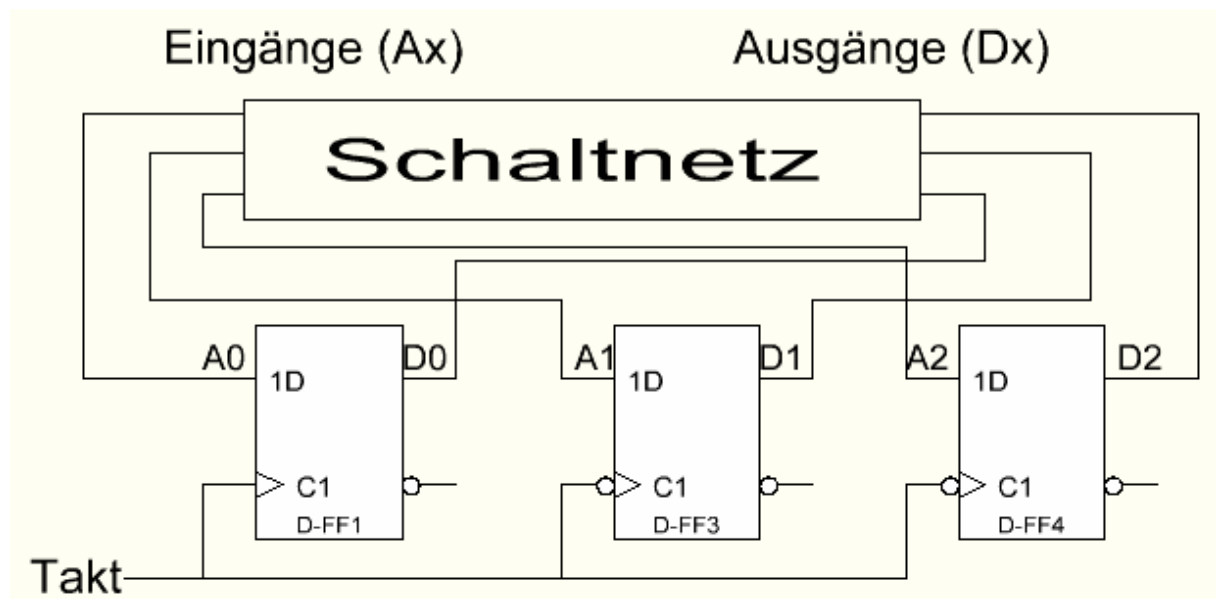 Eingänge (Ax)
Ausgänge (Dx)
Schaltnetz
A0
D0
A1
D1
A2
D2
1D
1D
1D
C1
C1
C1
D-FF1
D-FF3
D-FF4
Takt